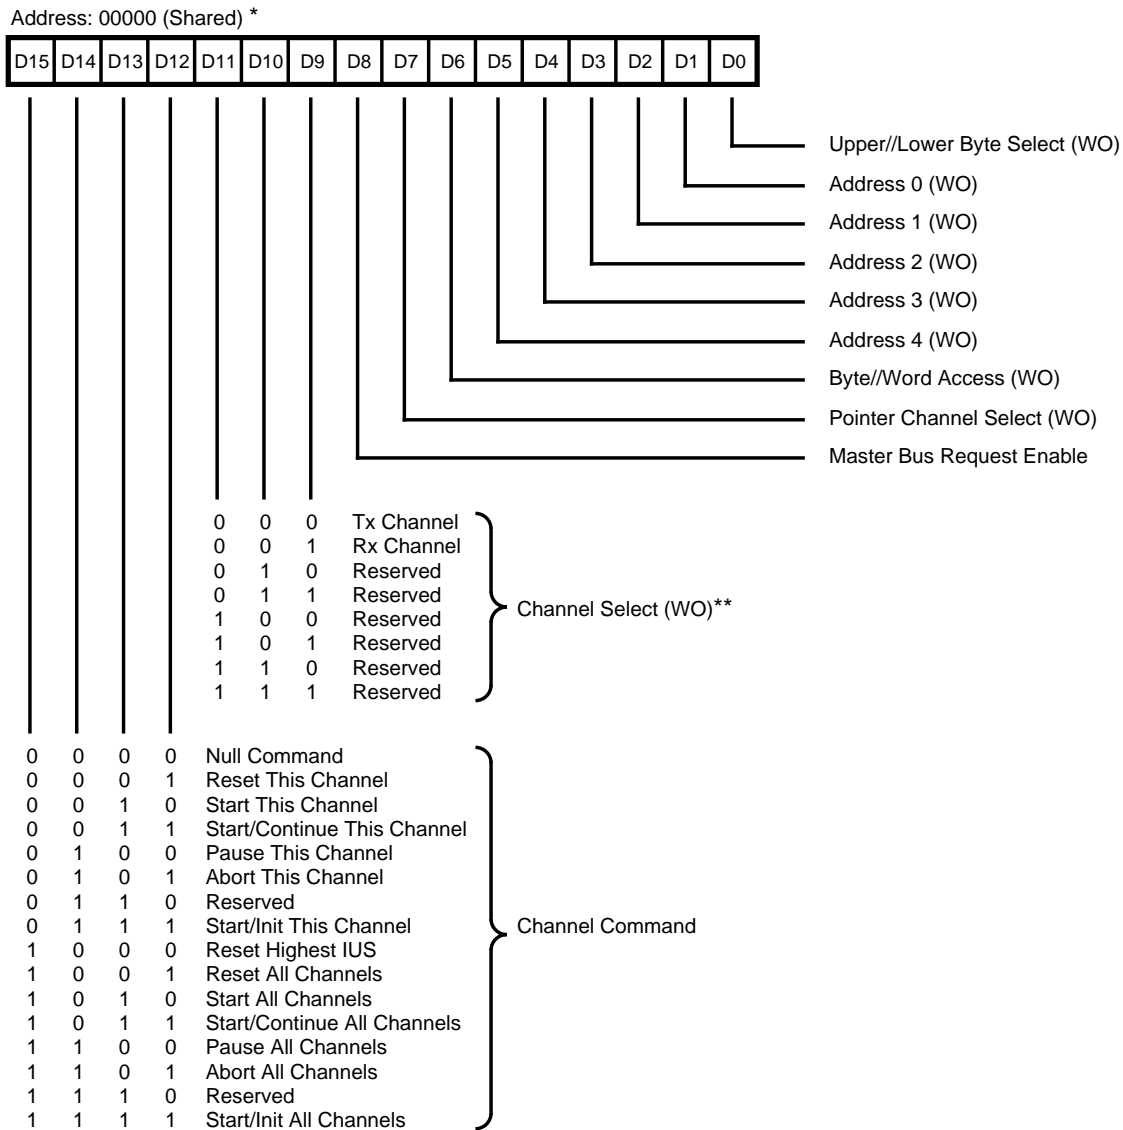 Address: 00000 (Shared) *
D15 D14 D13 D12 D11 D10 D9 D8 D7 D6 D5 D4 D3 D2 D1 D0
Upper//Lower Byte Select (WO)
Address 0 (WO)
Address 1 (WO)
Address 2 (WO)
Address 3 (WO)
Address 4 (WO)
Byte//Word Access (WO)
Pointer Channel Select (WO)
Master Bus Request Enable
0 0 0 Tx Channel
0 0 1 Rx Channel
0 1 0 Reserved
0 1 1 Reserved
1 0 0 Reserved
1 0 1 Reserved
1 1 0 Reserved
1 1 1 Reserved
Channel Select (WO)**
0 0 0 0 Null Command
0 0 0 1 Reset This Channel
0 0 1 0 Start This Channel
0 0 1 1 Start/Continue This Channel
0 1 0 0 Pause This Channel
0 1 0 1 Abort This Channel
0 1 1 0 Reserved
0 1 1 1 Start/Init This Channel
1 0 0 0 Reset Highest IUS
1 0 0 1 Reset All Channels
1 0 1 0 Start All Channels
1 0 1 1 Start/Continue All Channels
1 1 0 0 Pause All Channels
1 1 0 1 Abort All Channels
1 1 1 0 Reserved
1 1 1 1 Start/Init All Channels
Channel Command